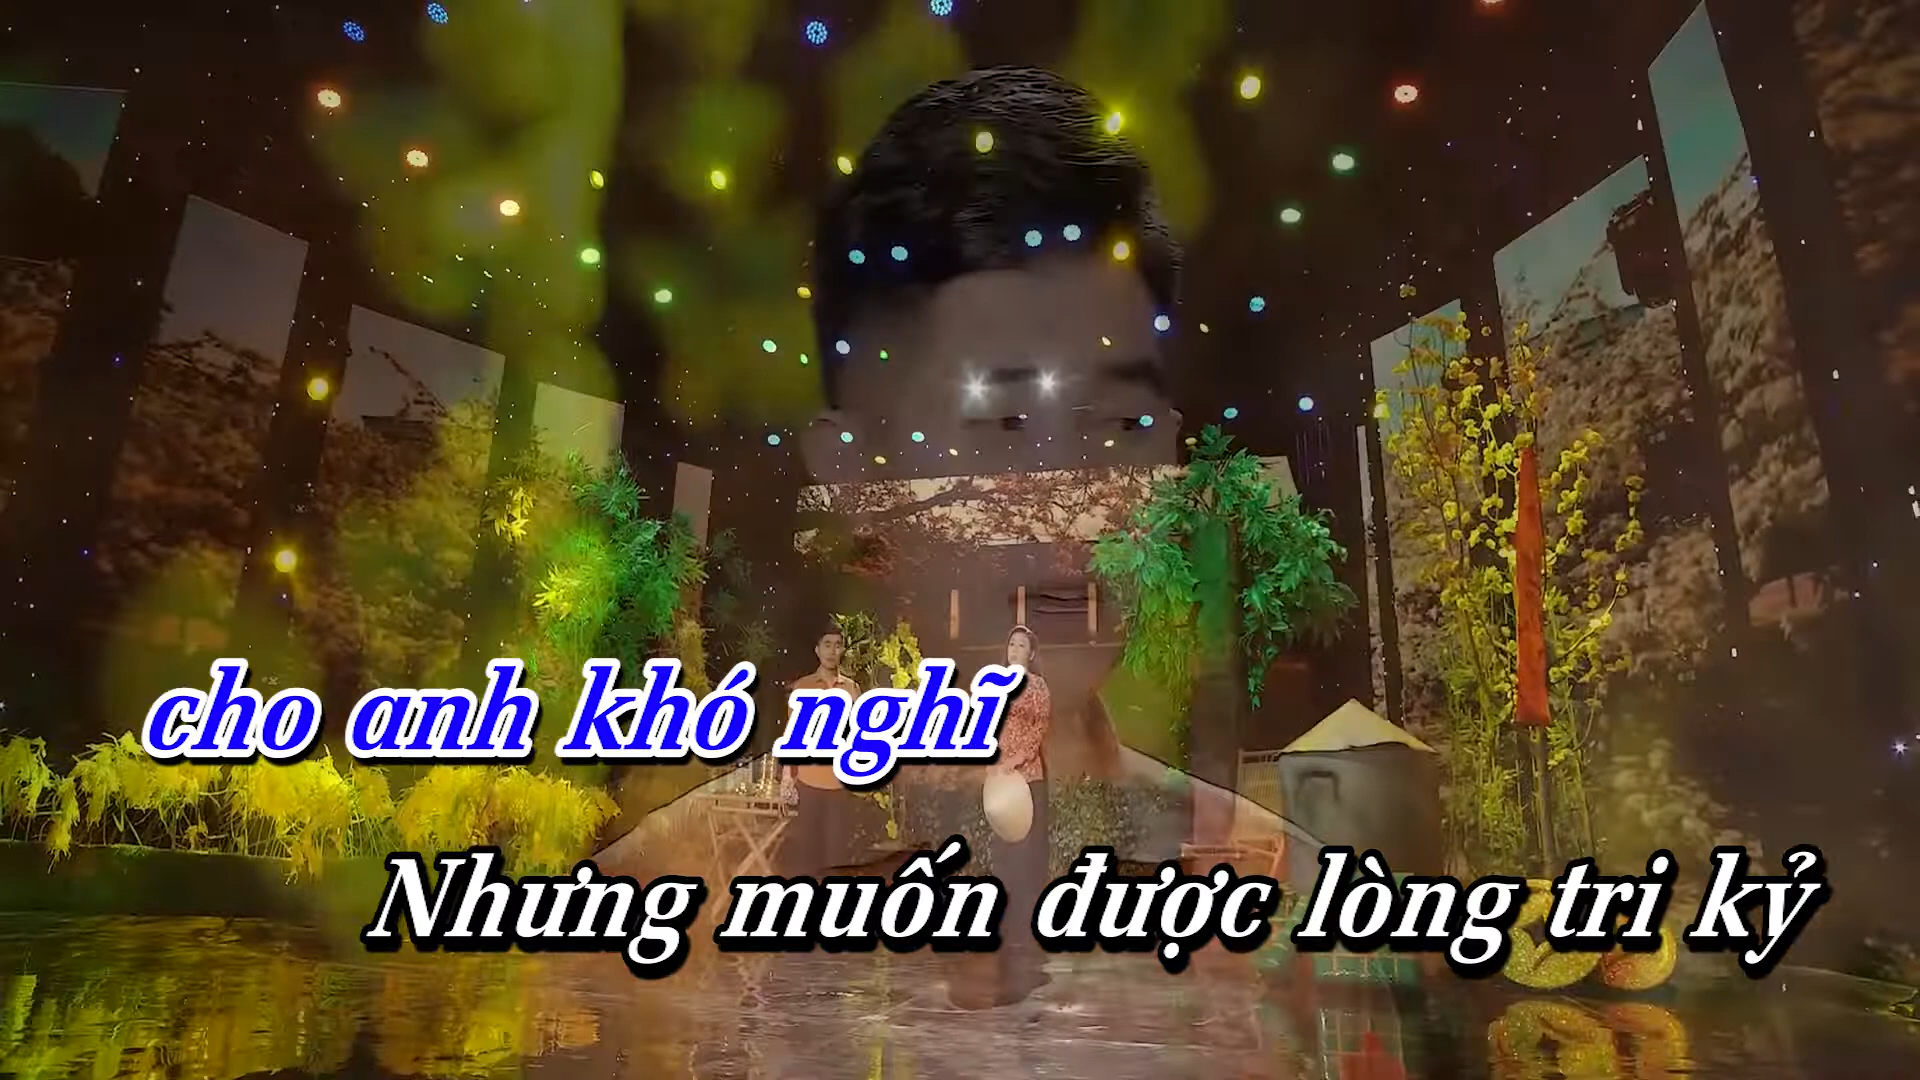 cho anh khó nghĩ
Nhưng muốn được lòng tri kỷ